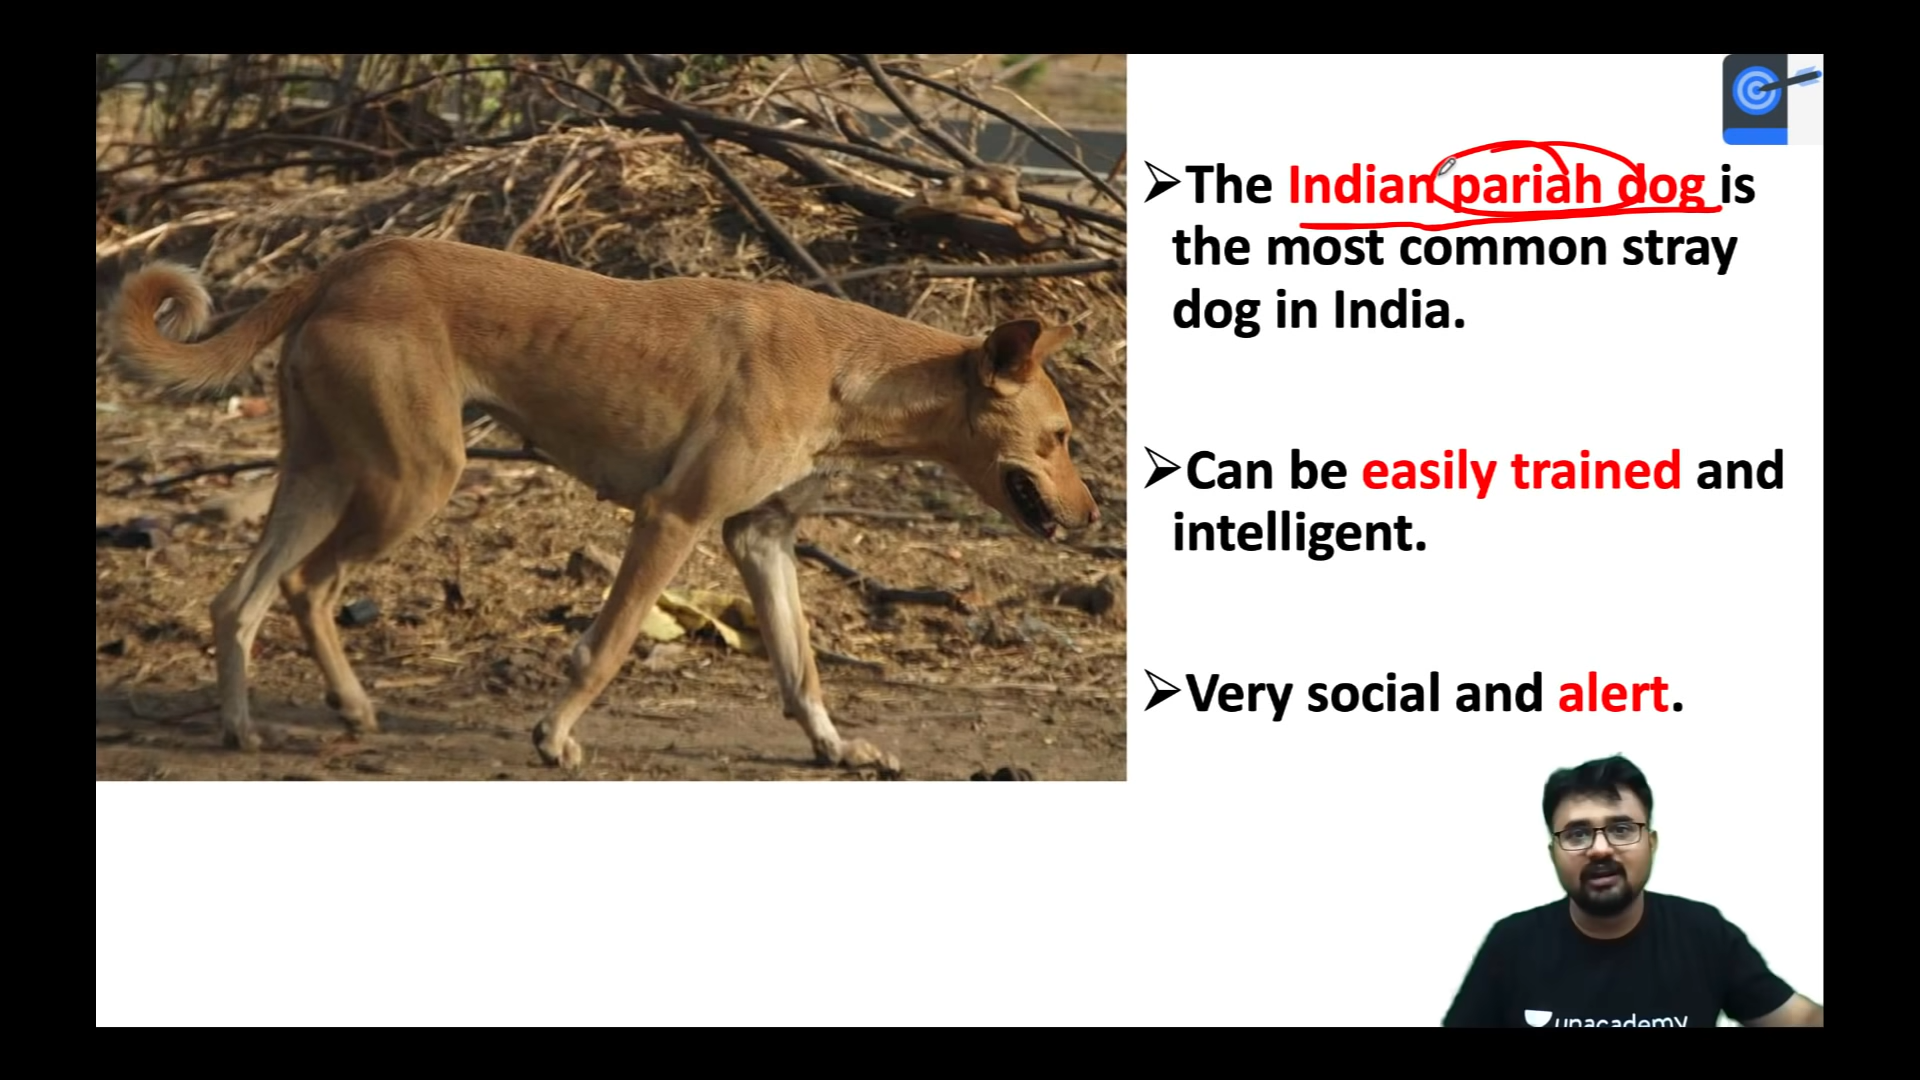 ➢The Indian pariah dog is
the most common stray
dog in India.
➢Can be easily trained and
intelligent.
➢Very social and alert.
unacademy